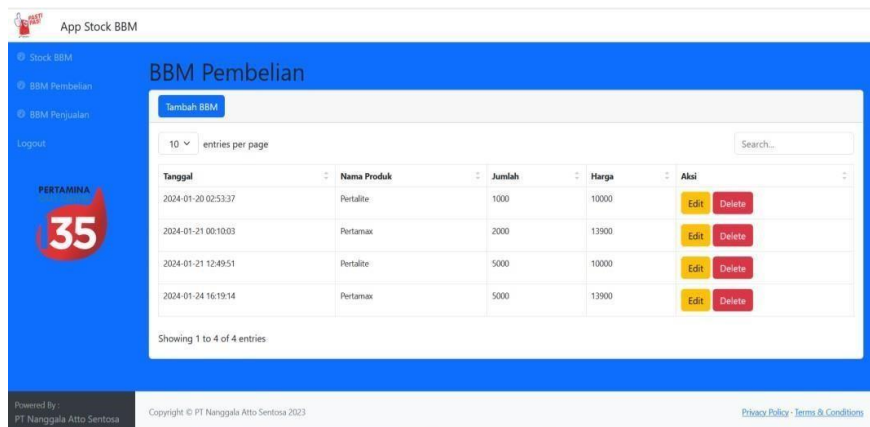 PASTI PAS!
App Stock BBM
Stock BBM
BBM Pembelian
BBM Penjualan
Logout
PERTAMINA
35
BBM Pembelian
Tambah BBM
10 entries per page
Search...
Tanggal Nama Produk Jumlah Harga Aksi
2024-01-20 02:53:37 Pertalite 1000 10000 Edit Delete
2024-01-21 00:10:03 Pertamax 2000 13900 Edit Delete
2024-01-21 12:49:51 Pertalite 5000 10000 Edit Delete
2024-01-24 16:19:14 Pertamax 5000 13900 Edit Delete
Showing 1 to 4 of 4 entries
Powered By :
PT Nanggala Atto Sentosa
Copyright © PT Nanggala Atto Sentosa 2023
Privacy Policy · Terms & Conditions